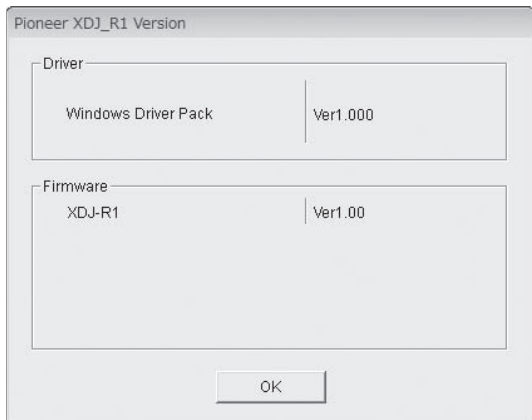 Pioneer XDJ_R1 Version
Driver
Windows Driver Pack Ver1.000
Firmware
XDJ-R1 Ver1.00
OK